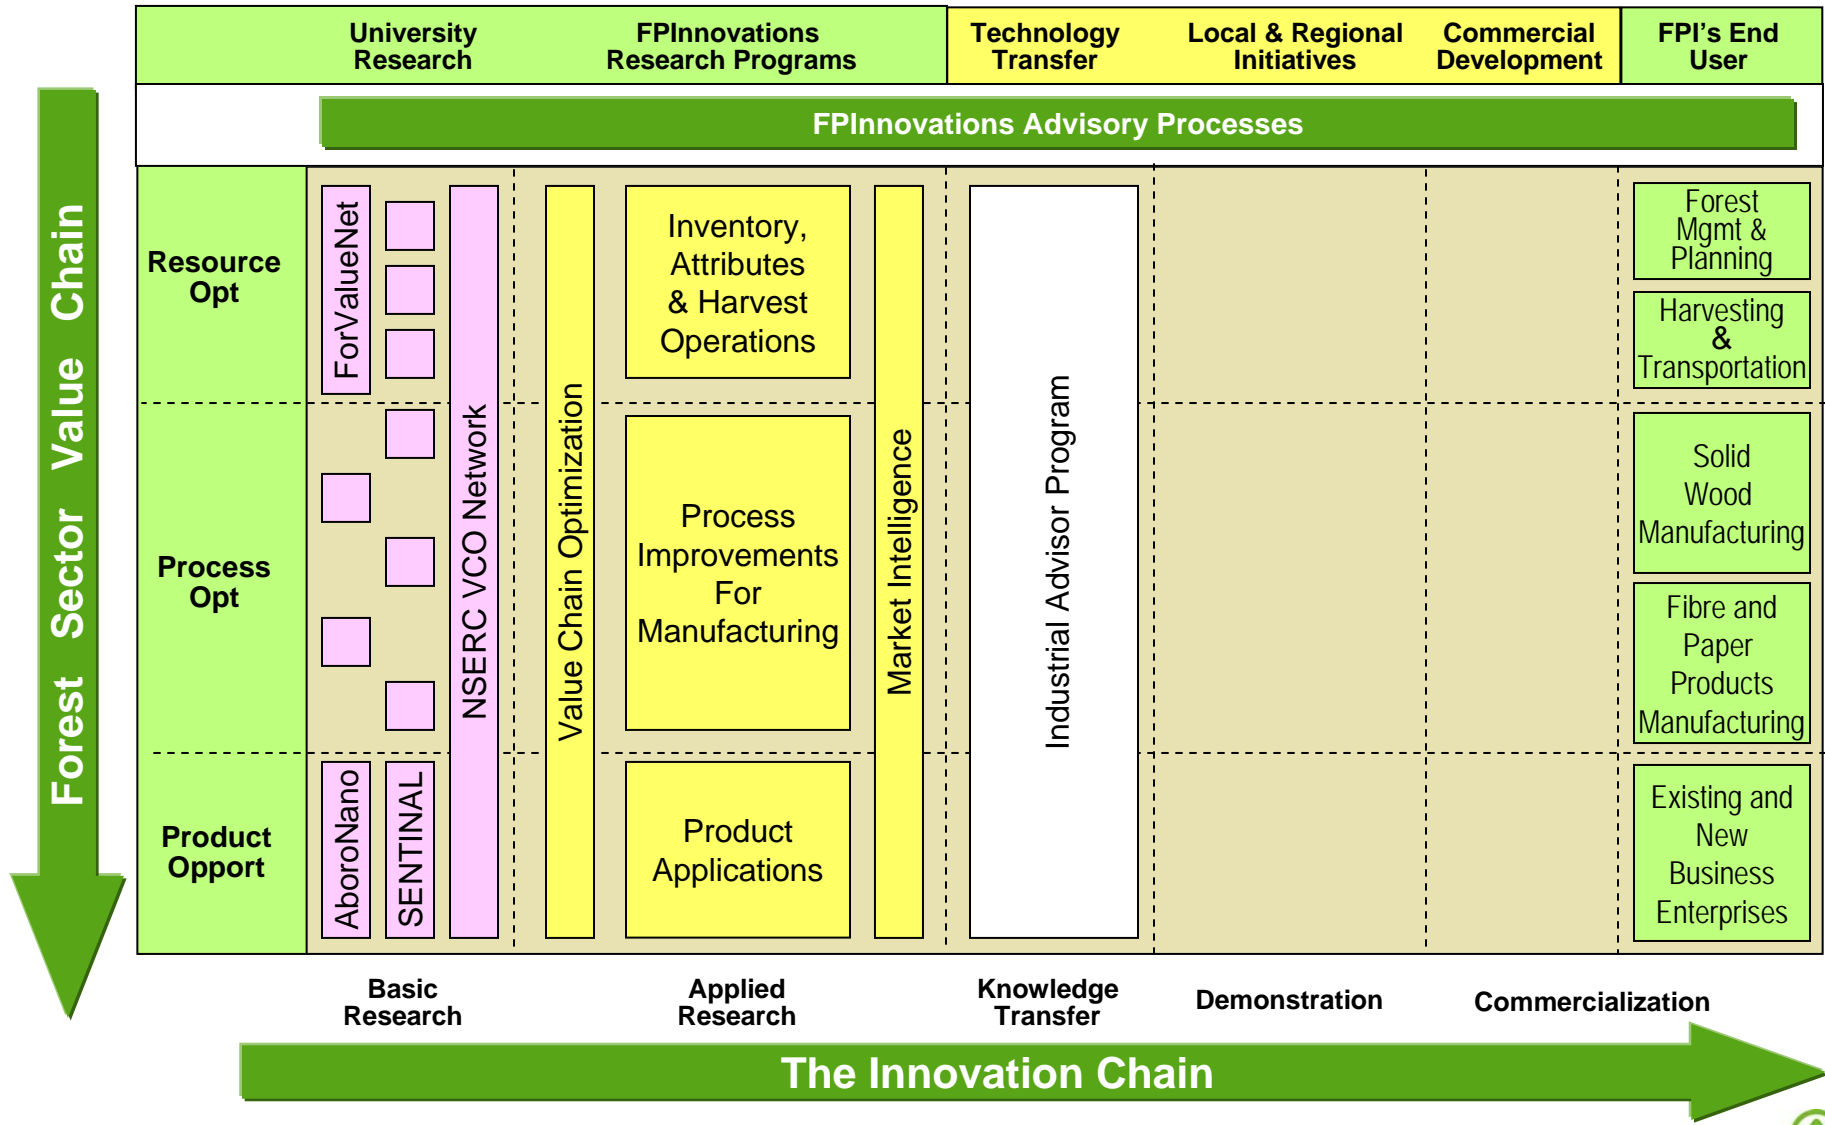 University
Research
FPInnovations
Research Programs
Technology
Transfer
Local & Regional
Initiatives
Commercial
Development
FPI's End
User
FPInnovations Advisory Processes
Forest Sector Value Chain
Resource
Opt
Process
Opt
Product
Opport
ForValueNet
AboroNano
SENTINAL
NSERC VCO Network
Value Chain Optimization
Inventory,
Attributes
& Harvest
Operations
Process
Improvements
For
Manufacturing
Product
Applications
Market Intelligence
Industrial Advisor Program
Forest
Mgmt &
Planning
Harvesting
&
Transportation
Solid
Wood
Manufacturing
Fibre and
Paper
Products
Manufacturing
Existing and
New
Business
Enterprises
Basic
Research
Applied
Research
Knowledge
Transfer
Demonstration
Commercialization
The Innovation Chain